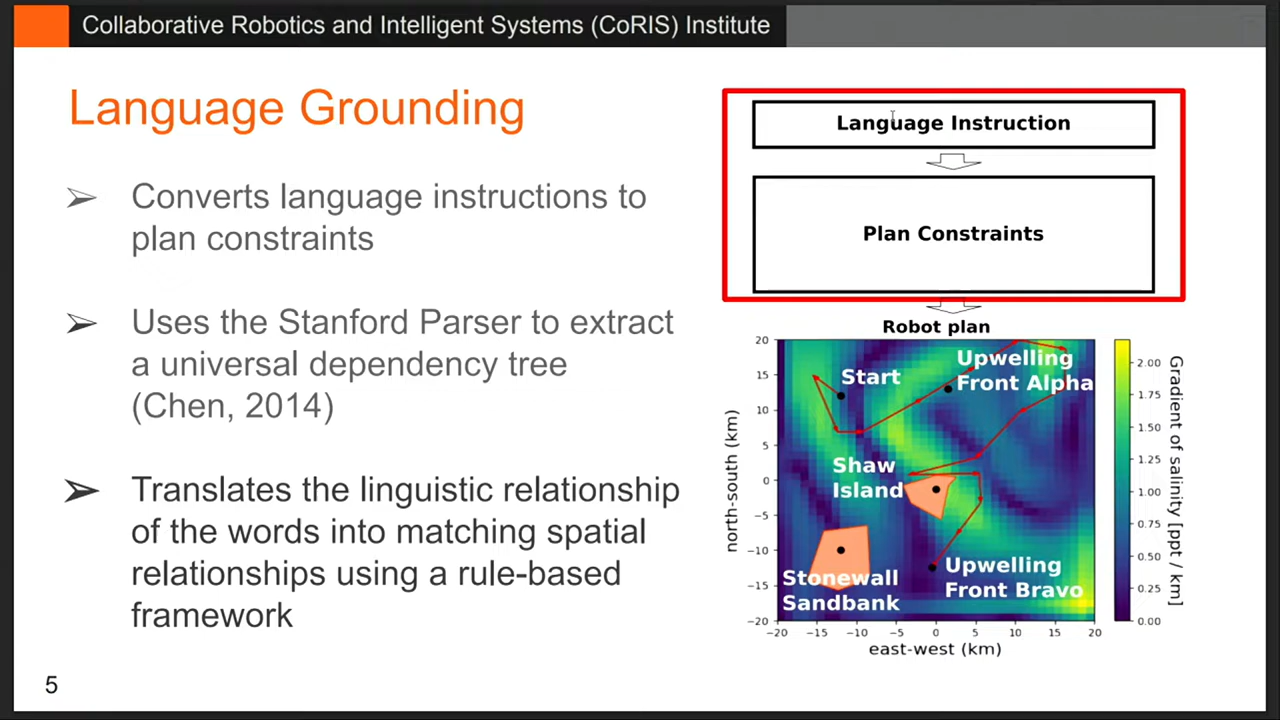 Collaborative Robotics and Intelligent Systems (CoRIS) Institute
Language Grounding
➢ Converts language instructions to
plan constraints
➢ Uses the Stanford Parser to extract
a universal dependency tree
(Chen, 2014)
➢ Translates the linguistic relationship
of the words into matching spatial
relationships using a rule-based
framework
5
Language Instruction
Plan Constraints
Robot plan
Start
Upwelling
Front Alpha
Shaw
Island
Stonewall
Sandbank
Upwelling
Front Bravo
north-south (km)
20
15
10
5
0
−5
−10
−15
−20
−20 −15 −10 −5 0 5 10 15 20
east-west (km)
2.00
1.75
1.50
1.25
1.00
0.75
0.50
0.25
0.00
Gradient of salinity [ppt / km]